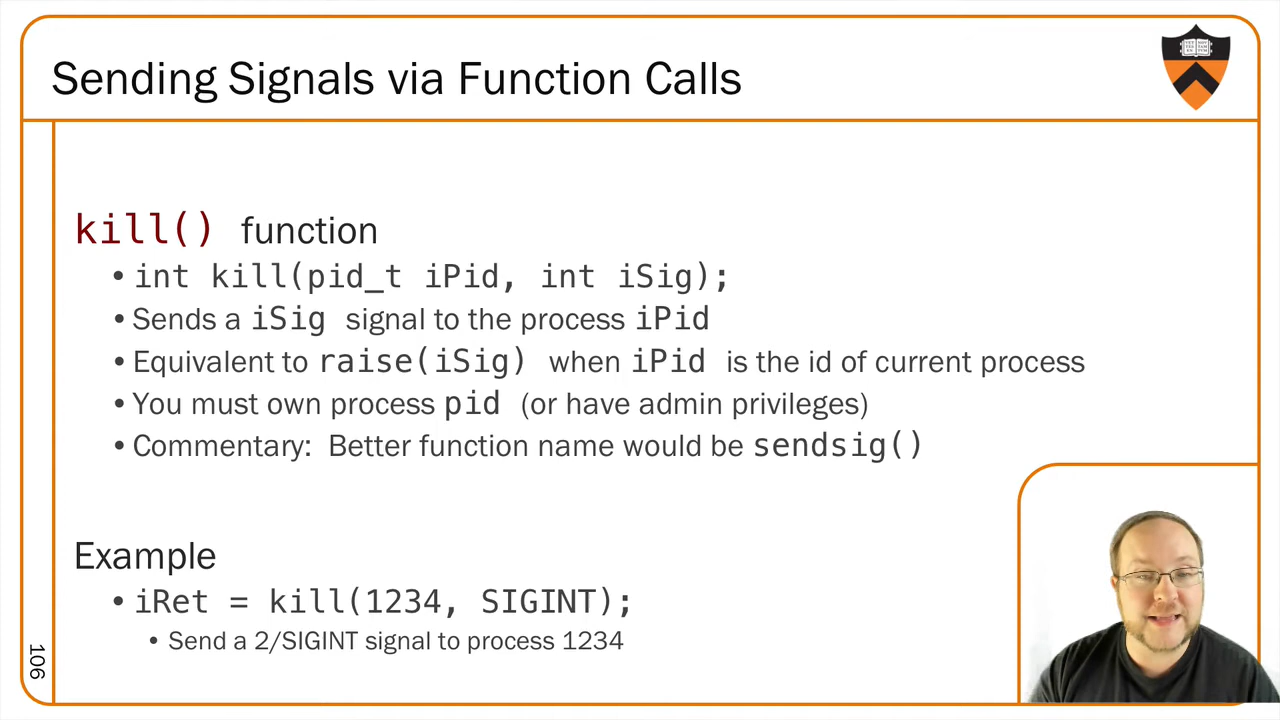 Sending Signals via Function Calls
kill() function
• int kill(pid_t iPid, int iSig);
• Sends a iSig signal to the process iPid
• Equivalent to raise(iSig) when iPid is the id of current process
• You must own process pid (or have admin privileges)
• Commentary: Better function name would be sendsig()
Example
• iRet = kill(1234, SIGINT);
• Send a 2/SIGINT signal to process 1234
106